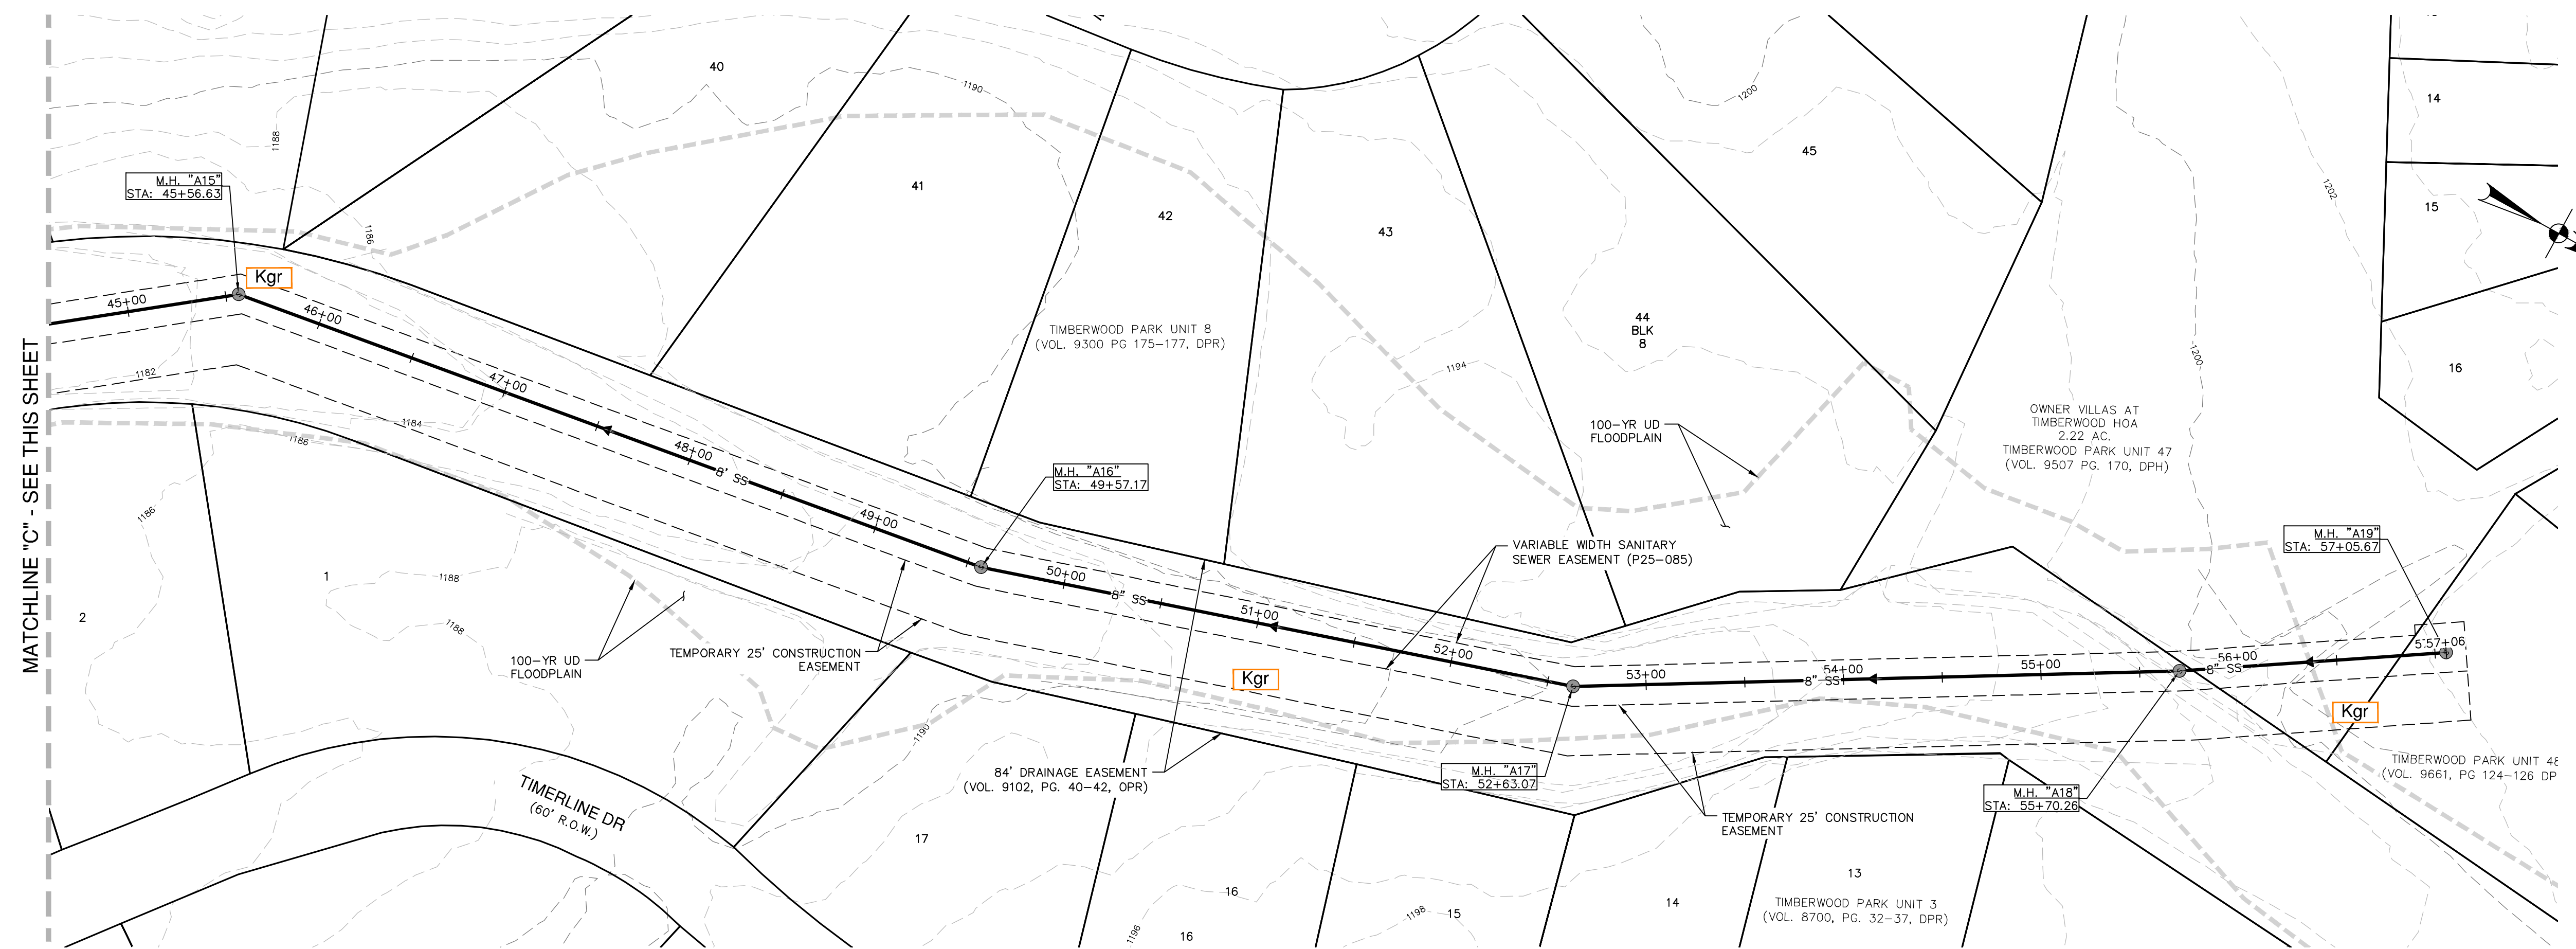 MATCHLINE "C" - SEE THIS SHEET
40
41
42
43
44
BLK
8
45
14
15
16
1190
1200
1188
1186
1202
1200
1194
M.H. "A15"
STA: 45+56.63
Kgr
45+00
46+00
47+00
48+00
8' SS
49+00
TIMBERWOOD PARK UNIT 8
(VOL. 9300 PG 175-177, DPR)
M.H. "A16"
STA: 49+57.17
50+00
8" SS
51+00
52+00
100-YR UD
FLOODPLAIN
VARIABLE WIDTH SANITARY
SEWER EASEMENT (P25-085)
OWNER VILLAS AT
TIMBERWOOD HOA
2.22 AC.
TIMBERWOOD PARK UNIT 47
(VOL. 9507 PG. 170, DPH)
M.H. "A19"
STA: 57+05.67
57+06
56+00
8" SS
55+00
54+00
8" SS
53+00
Kgr
Kgr
1182
1184
1186
1186
1188
1188
1190
1
2
100-YR UD
FLOODPLAIN
TEMPORARY 25' CONSTRUCTION
EASEMENT
84' DRAINAGE EASEMENT
(VOL. 9102, PG. 40-42, OPR)
M.H. "A17"
STA: 52+63.07
TEMPORARY 25' CONSTRUCTION
EASEMENT
M.H. "A18"
STA: 55+70.26
TIMBERWOOD PARK UNIT 48
(VOL. 9661, PG 124-126 DP
TIMERLINE DR
(60' R.O.W.)
17
16
16
15
14
13
1196
1198
TIMBERWOOD PARK UNIT 3
(VOL. 8700, PG. 32-37, DPR)